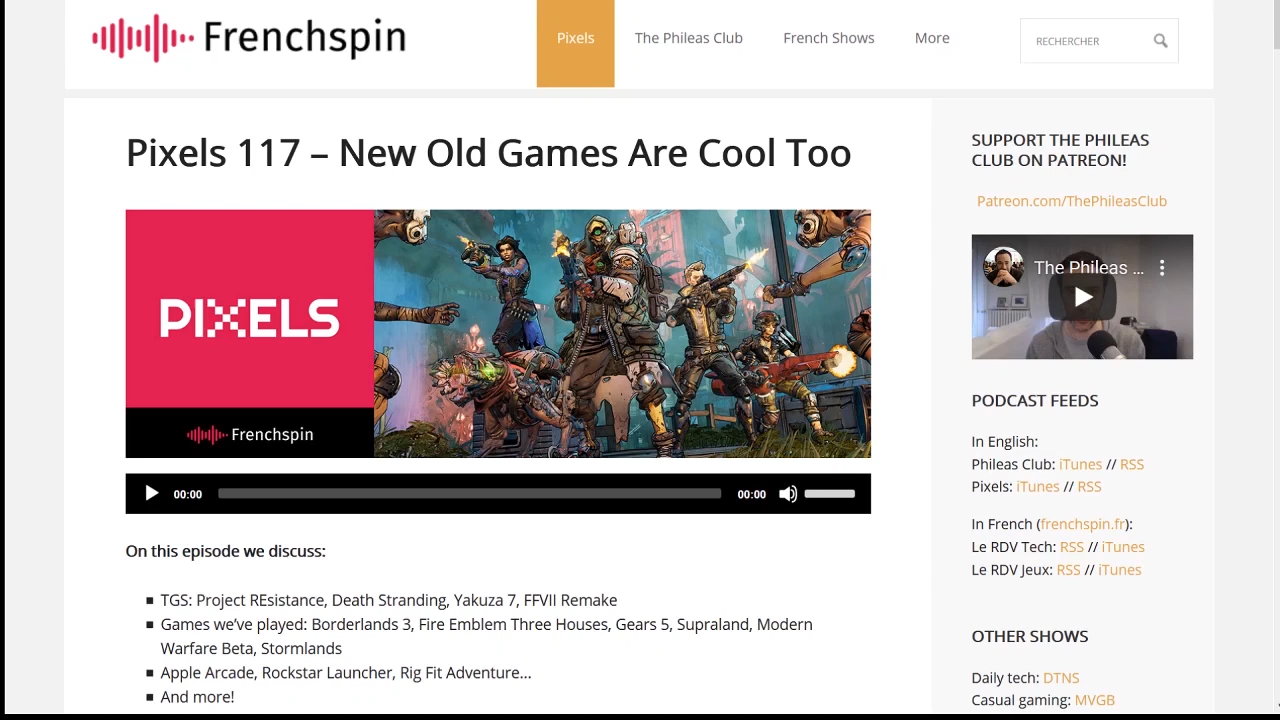 Frenchspin
Pixels
The Phileas Club
French Shows
More
RECHERCHER
Pixels 117 – New Old Games Are Cool Too
PIXELS
Frenchspin
00:00
00:00
On this episode we discuss:
TGS: Project REsistance, Death Stranding, Yakuza 7, FFVII Remake
Games we’ve played: Borderlands 3, Fire Emblem Three Houses, Gears 5, Supraland, Modern
Warfare Beta, Stormlands
Apple Arcade, Rockstar Launcher, Rig Fit Adventure…
And more!
SUPPORT THE PHILEAS
CLUB ON PATREON!
Patreon.com/ThePhileasClub
The Phileas ...
PODCAST FEEDS
In English:
Phileas Club: iTunes // RSS
Pixels: iTunes // RSS
In French (frenchspin.fr):
Le RDV Tech: RSS // iTunes
Le RDV Jeux: RSS // iTunes
OTHER SHOWS
Daily tech: DTNS
Casual gaming: MVGB